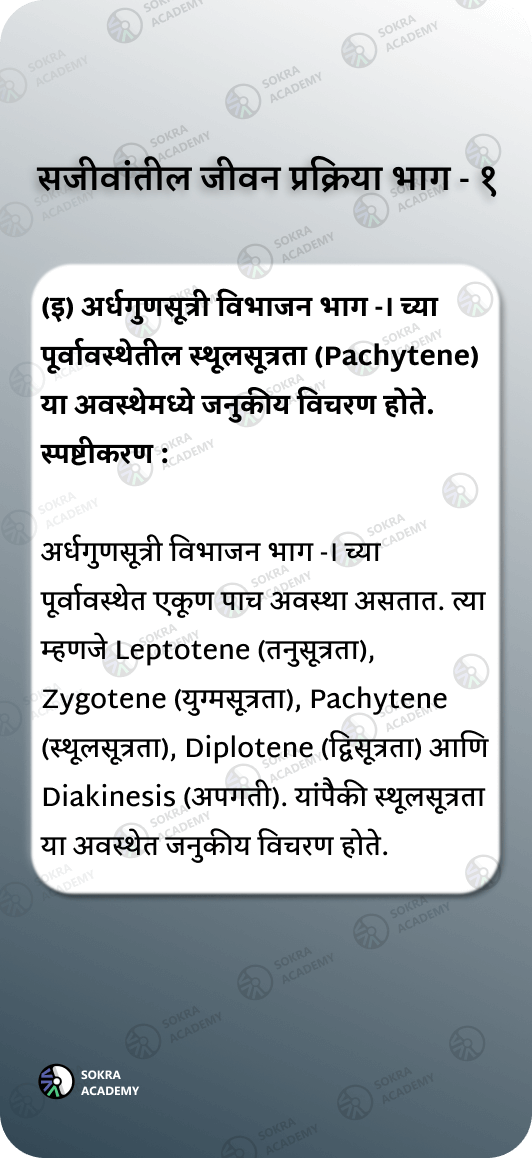 सजीवांतील जीवन प्रक्रिया भाग - १
(इ) अर्धगुणसूत्री विभाजन भाग -I च्या
पूर्वावस्थेतील स्थूलसूत्रता (Pachytene)
या अवस्थेमध्ये जनुकीय विचरण होते.
स्पष्टीकरण :
अर्धगुणसूत्री विभाजन भाग -I च्या
पूर्वावस्थेत एकूण पाच अवस्था असतात. त्या
म्हणजे Leptotene (तनुसूत्रता),
Zygotene (युग्मसूत्रता), Pachytene
(स्थूलसूत्रता), Diplotene (द्विसूत्रता) आणि
Diakinesis (अपगती). यांपैकी स्थूलसूत्रता
या अवस्थेत जनुकीय विचरण होते.
SOKRA
ACADEMY